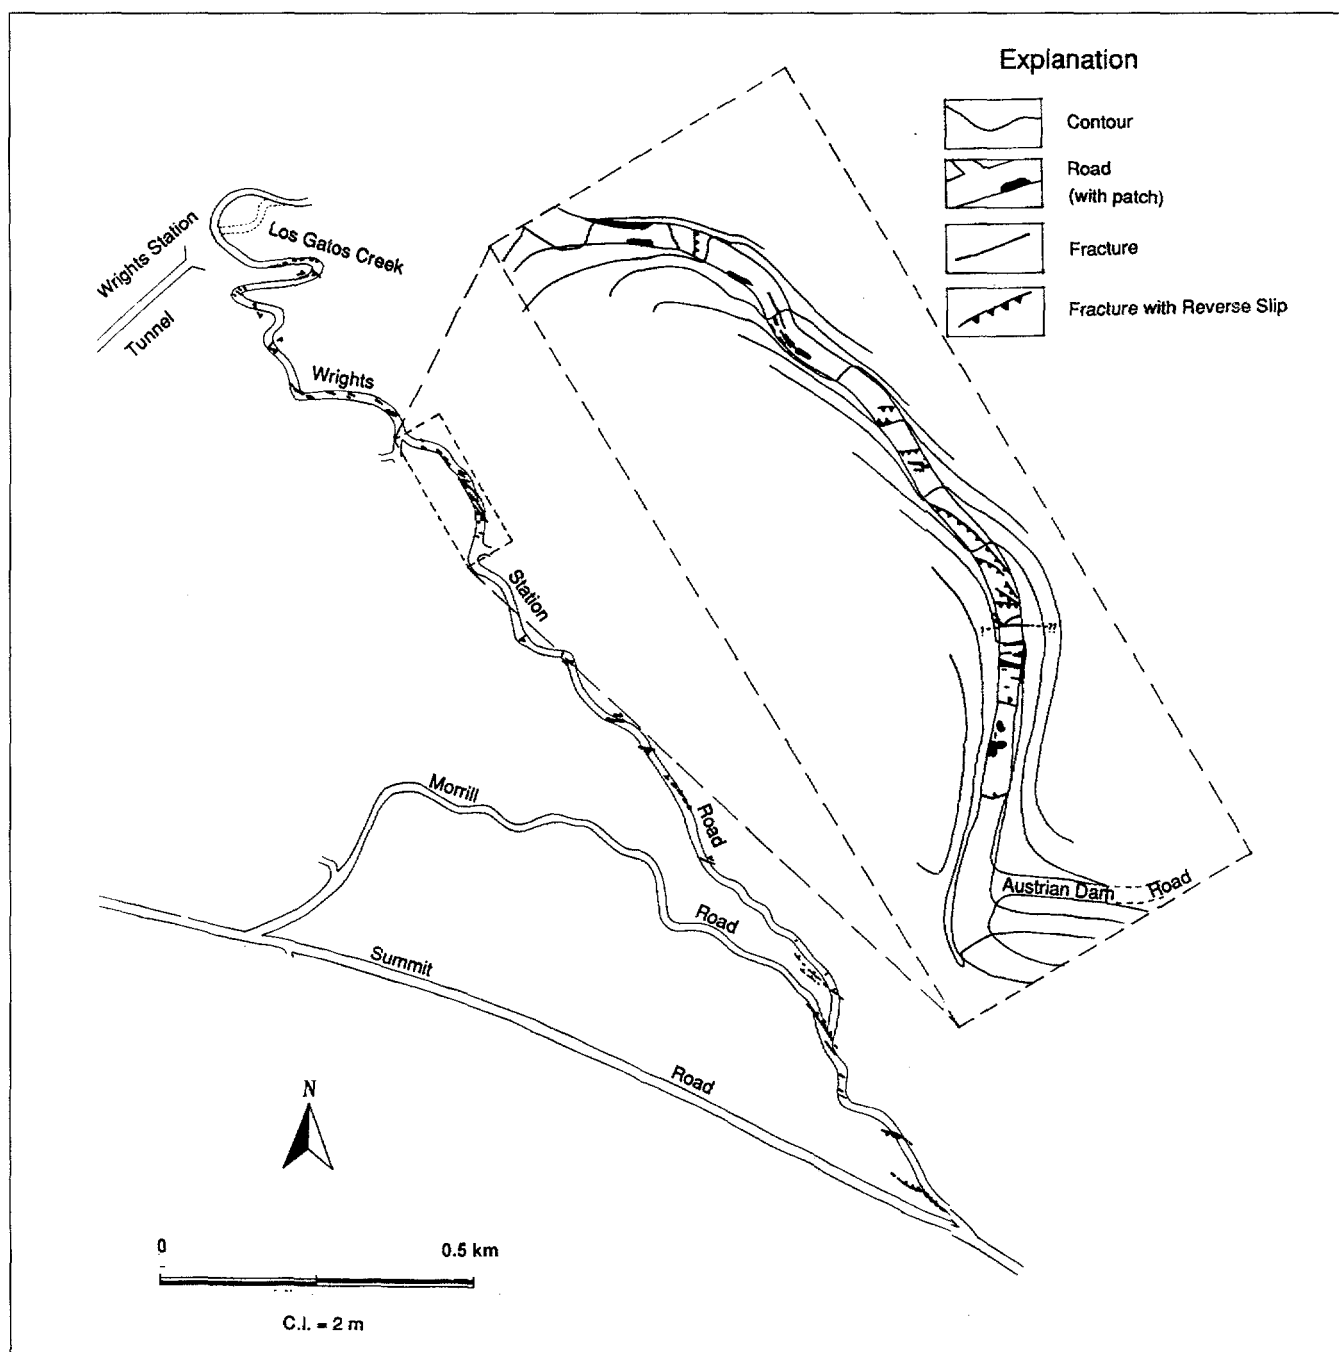 Explanation
Contour
Road
(with patch)
Fracture
Fracture with Reverse Slip
Wrights Station
Los Gatos Creek
Tunnel
Wrights
Station
Road
Morrill
Road
Summit
Road
Austrian Dam Road
?
??
N
0
0.5 km
C.I. = 2 m